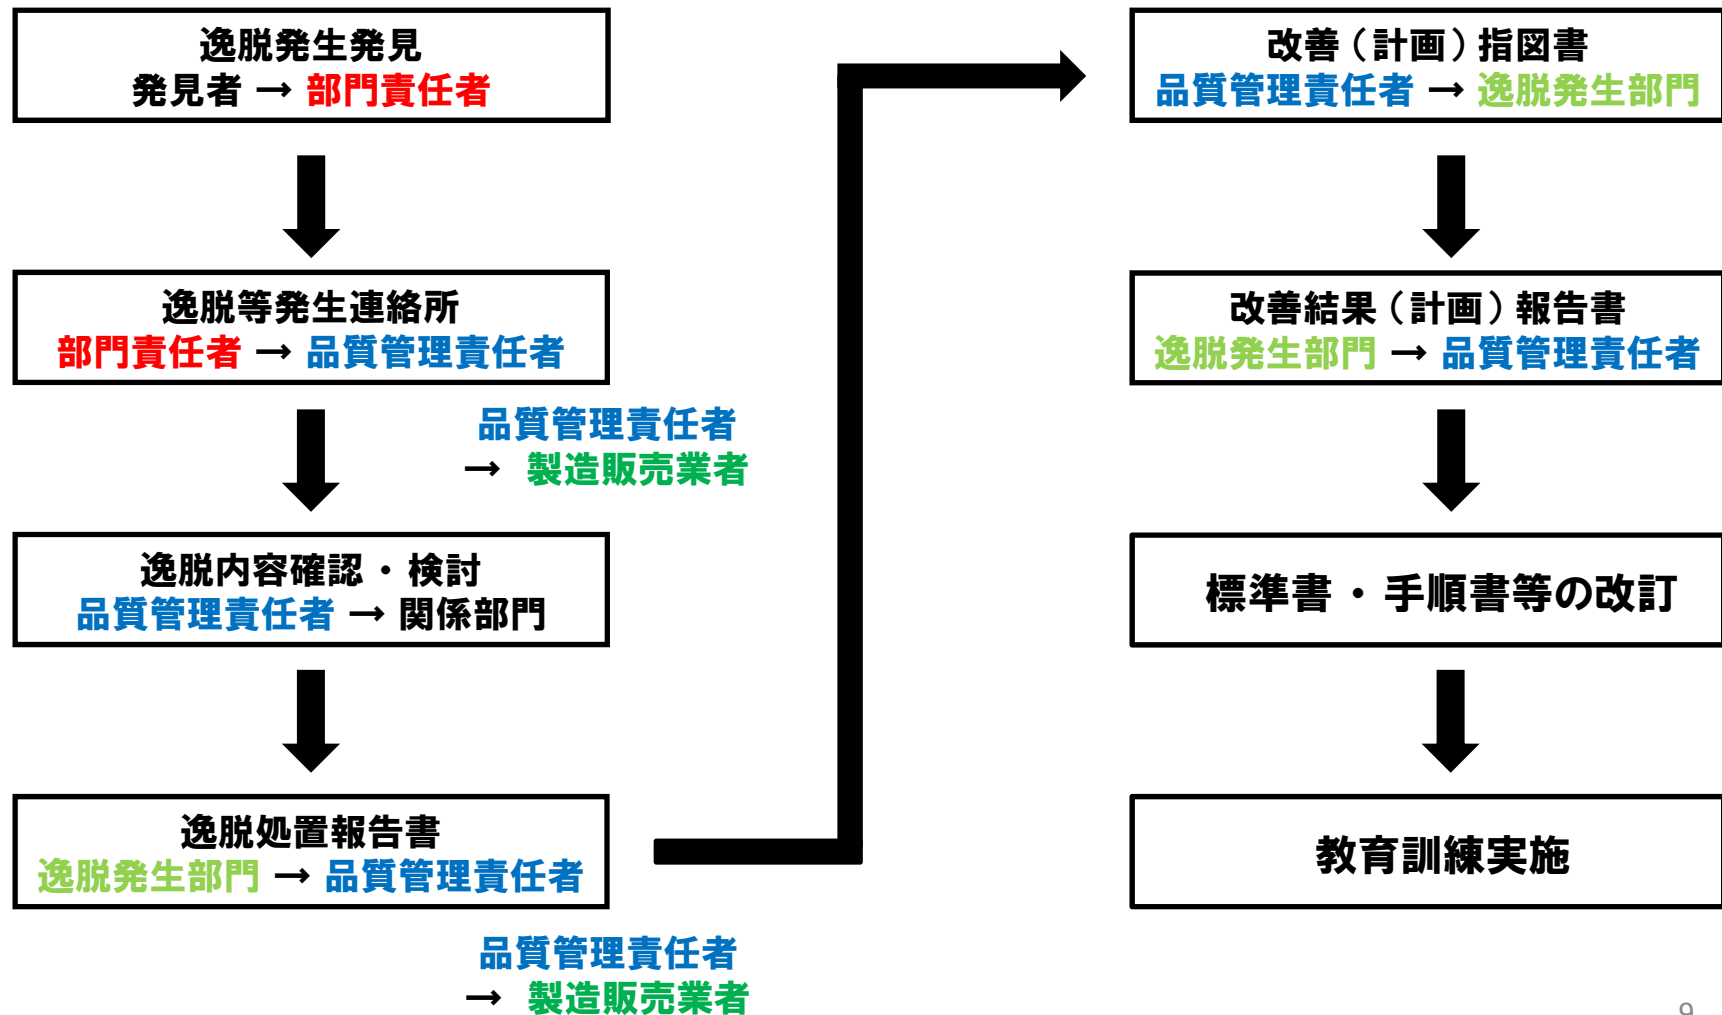 逸脱発生発見
発見者 → 部門責任者
逸脱等発生連絡所
部門責任者 → 品質管理責任者
品質管理責任者
→ 製造販売業者
逸脱内容確認・検討
品質管理責任者 → 関係部門
逸脱処置報告書
逸脱発生部門 → 品質管理責任者
品質管理責任者
→ 製造販売業者
改善（計画）指図書
品質管理責任者 → 逸脱発生部門
改善結果（計画）報告書
逸脱発生部門 → 品質管理責任者
標準書・手順書等の改訂
教育訓練実施
9